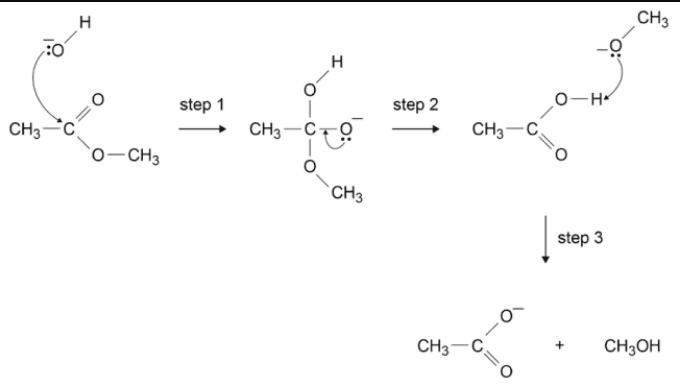 H
–
:O
O
CH3–C
O–CH3
step 1
H
O
CH3–C–O–
O
CH3
step 2
CH3
–O
O–H
CH3–C
O
step 3
O–
CH3–C
O
+
CH3OH